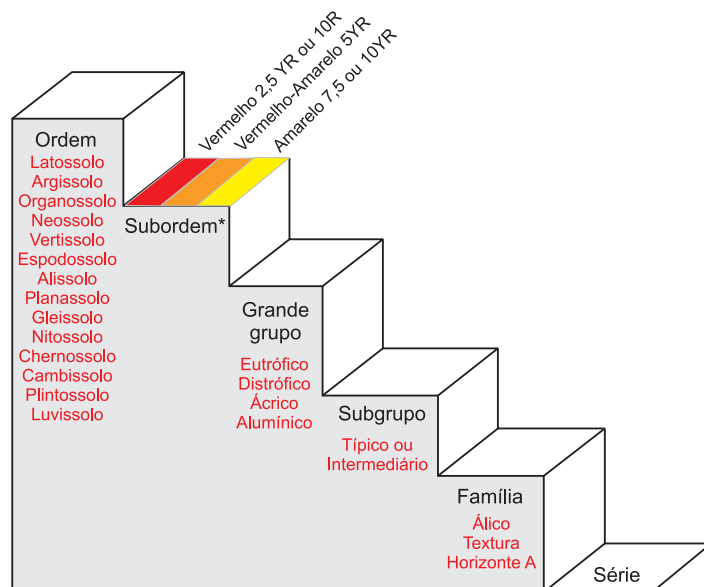 Vermelho 2,5 YR ou 10R
Vermelho-Amarelo 5YR
Amarelo 7,5 ou 10YR
Ordem
Latossolo
Argissolo
Organossolo
Neossolo
Vertissolo
Espodossolo
Alissolo
Planassolo
Gleissolo
Nitossolo
Chernossolo
Cambissolo
Plintossolo
Luvissolo
Subordem*
Grande
grupo
Eutrófico
Distrófico
Ácrico
Alumínico
Subgrupo
Típico ou
Intermediário
Família
Álico
Textura
Horizonte A
Série